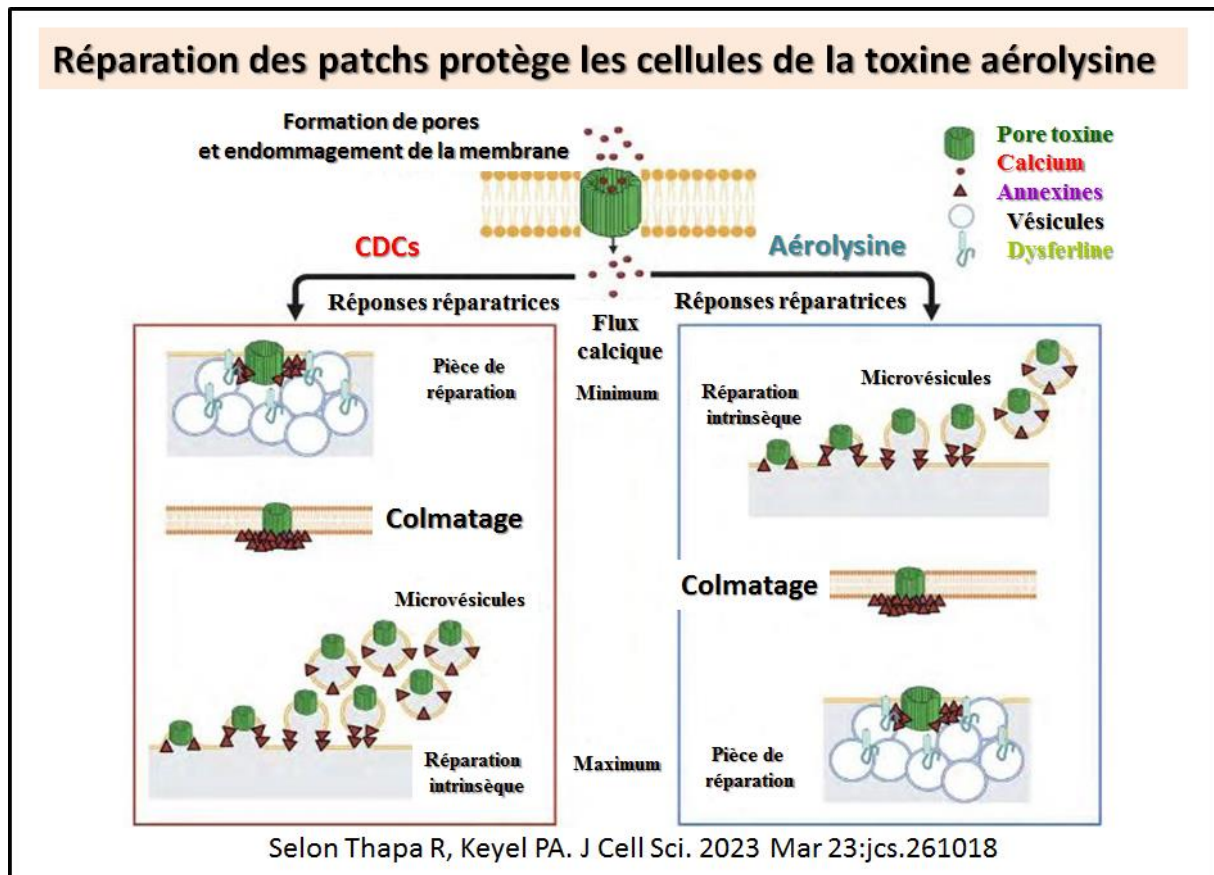 Réparation des patchs protège les cellules de la toxine aérolysine
Formation de pores
et endommagement de la membrane
Pore toxine
Calcium
Annexines
Vésicules
Dysferline
CDCs
Aérolysine
Réponses réparatrices
Réponses réparatrices
Flux
calcique
Minimum
Maximum
Pièce de
réparation
Colmatage
Microvésicules
Réparation
intrinsèque
Microvésicules
Réparation
intrinsèque
Colmatage
Pièce de
réparation
Selon Thapa R, Keyel PA. J Cell Sci. 2023 Mar 23:jcs.261018